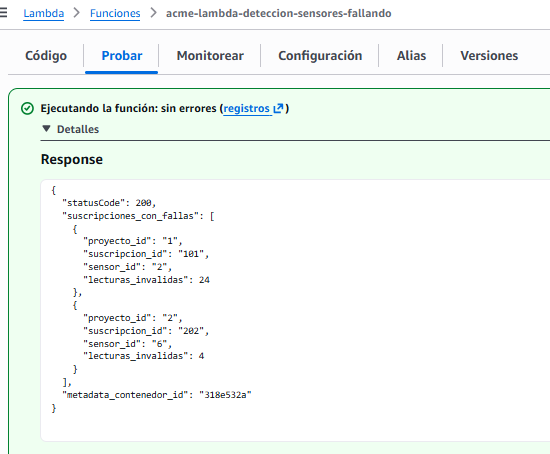 Lambda > Funciones > acme-lambda-deteccion-sensores-fallando
Código Probar Monitorear Configuración Alias Versiones
Ejecutando la función: sin errores (registros)
Detalles
Response
{
"statusCode": 200,
"suscripciones_con_fallas": [
{
"proyecto_id": "1",
"suscripcion_id": "101",
"sensor_id": "2",
"lecturas_invalidas": 24
},
{
"proyecto_id": "2",
"suscripcion_id": "202",
"sensor_id": "6",
"lecturas_invalidas": 4
}
],
"metadata_contenedor_id": "318e532a"
}